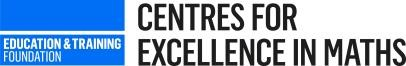 EDUCATION & TRAINING
FOUNDATION
CENTRES FOR
EXCELLENCE IN MATHS